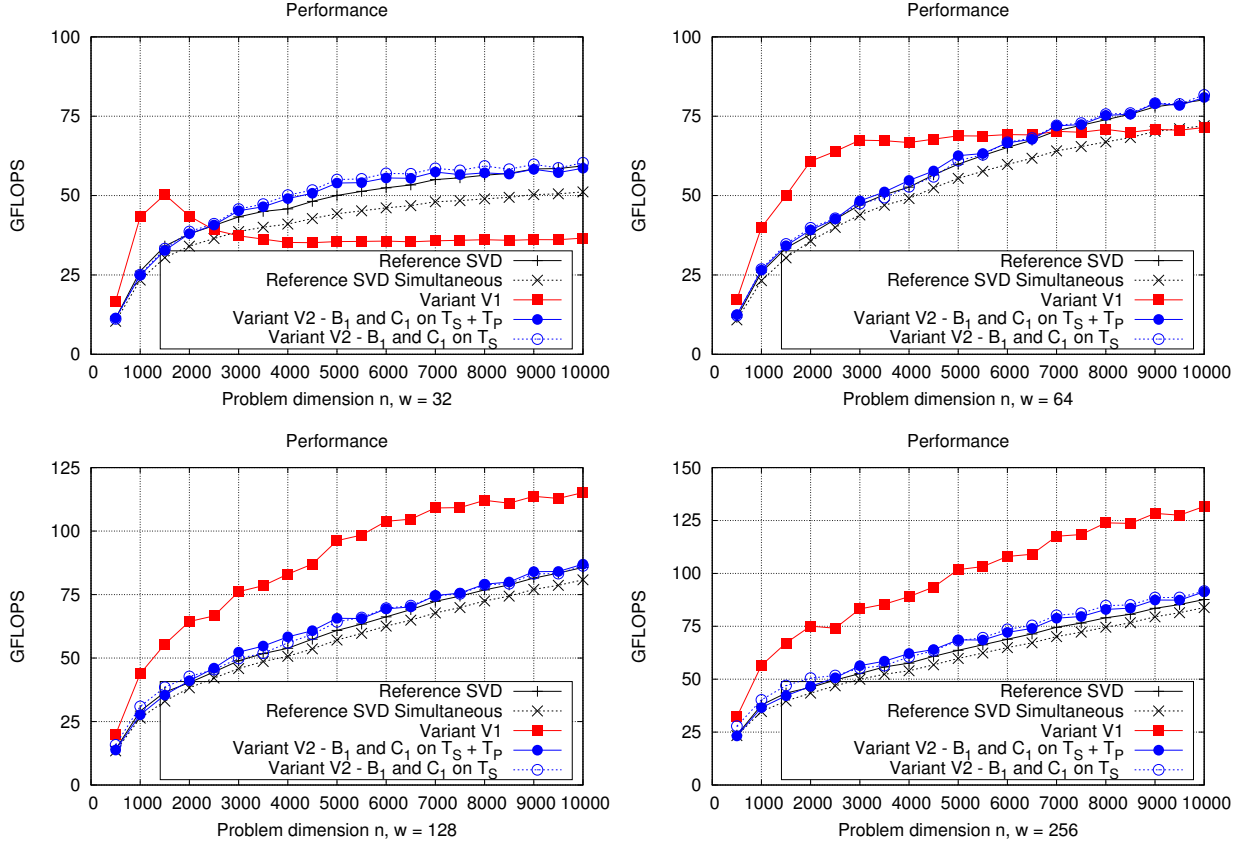 Performance
100
75
50
25
0
GFLOPS
Reference SVD
Reference SVD Simultaneous
Variant V1
Variant V2 - B1 and C1 on TS + TP
Variant V2 - B1 and C1 on TS
0 1000 2000 3000 4000 5000 6000 7000 8000 9000 10000
Problem dimension n, w = 32
Performance
100
75
50
25
0
GFLOPS
Reference SVD
Reference SVD Simultaneous
Variant V1
Variant V2 - B1 and C1 on TS + TP
Variant V2 - B1 and C1 on TS
0 1000 2000 3000 4000 5000 6000 7000 8000 9000 10000
Problem dimension n, w = 64
Performance
125
100
75
50
25
0
GFLOPS
Reference SVD
Reference SVD Simultaneous
Variant V1
Variant V2 - B1 and C1 on TS + TP
Variant V2 - B1 and C1 on TS
0 1000 2000 3000 4000 5000 6000 7000 8000 9000 10000
Problem dimension n, w = 128
Performance
150
125
100
75
50
25
0
GFLOPS
Reference SVD
Reference SVD Simultaneous
Variant V1
Variant V2 - B1 and C1 on TS + TP
Variant V2 - B1 and C1 on TS
0 1000 2000 3000 4000 5000 6000 7000 8000 9000 10000
Problem dimension n, w = 256